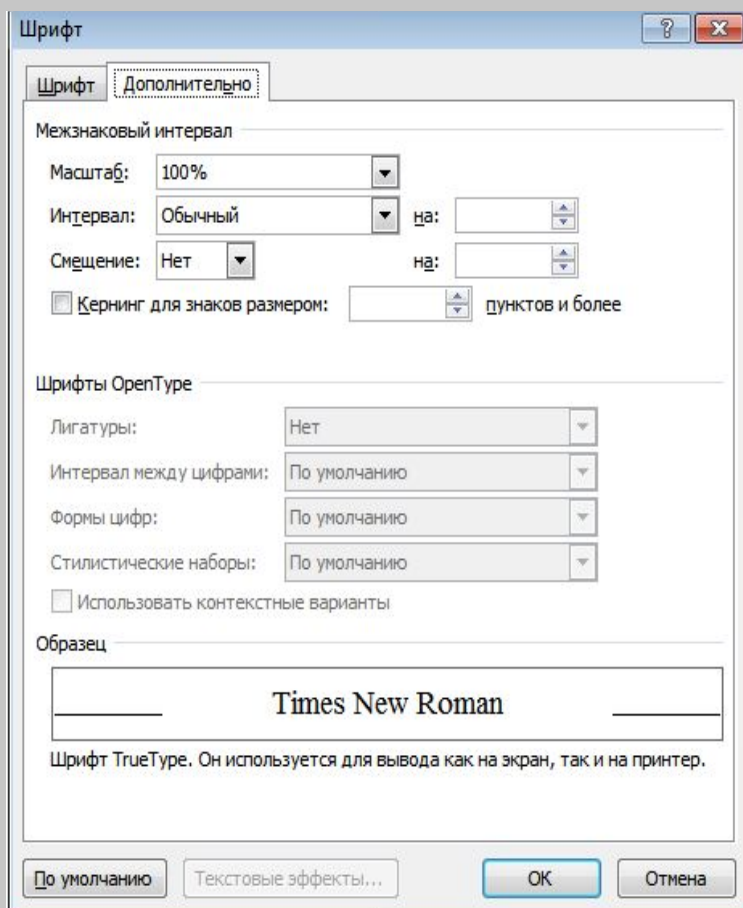 Шрифт
Шрифт Дополнительно
Межзнаковый интервал
Масштаб: 100%
Интервал: Обычный на:
Смещение: Нет на:
Кернинг для знаков размером: пунктов и более
Шрифты OpenType
Лигатуры: Нет
Интервал между цифрами: По умолчанию
Формы цифр: По умолчанию
Стилистические наборы: По умолчанию
Использовать контекстные варианты
Образец
Times New Roman
Шрифт TrueType. Он используется для вывода как на экран, так и на принтер.
По умолчанию Текстовые эффекты... ОК Отмена